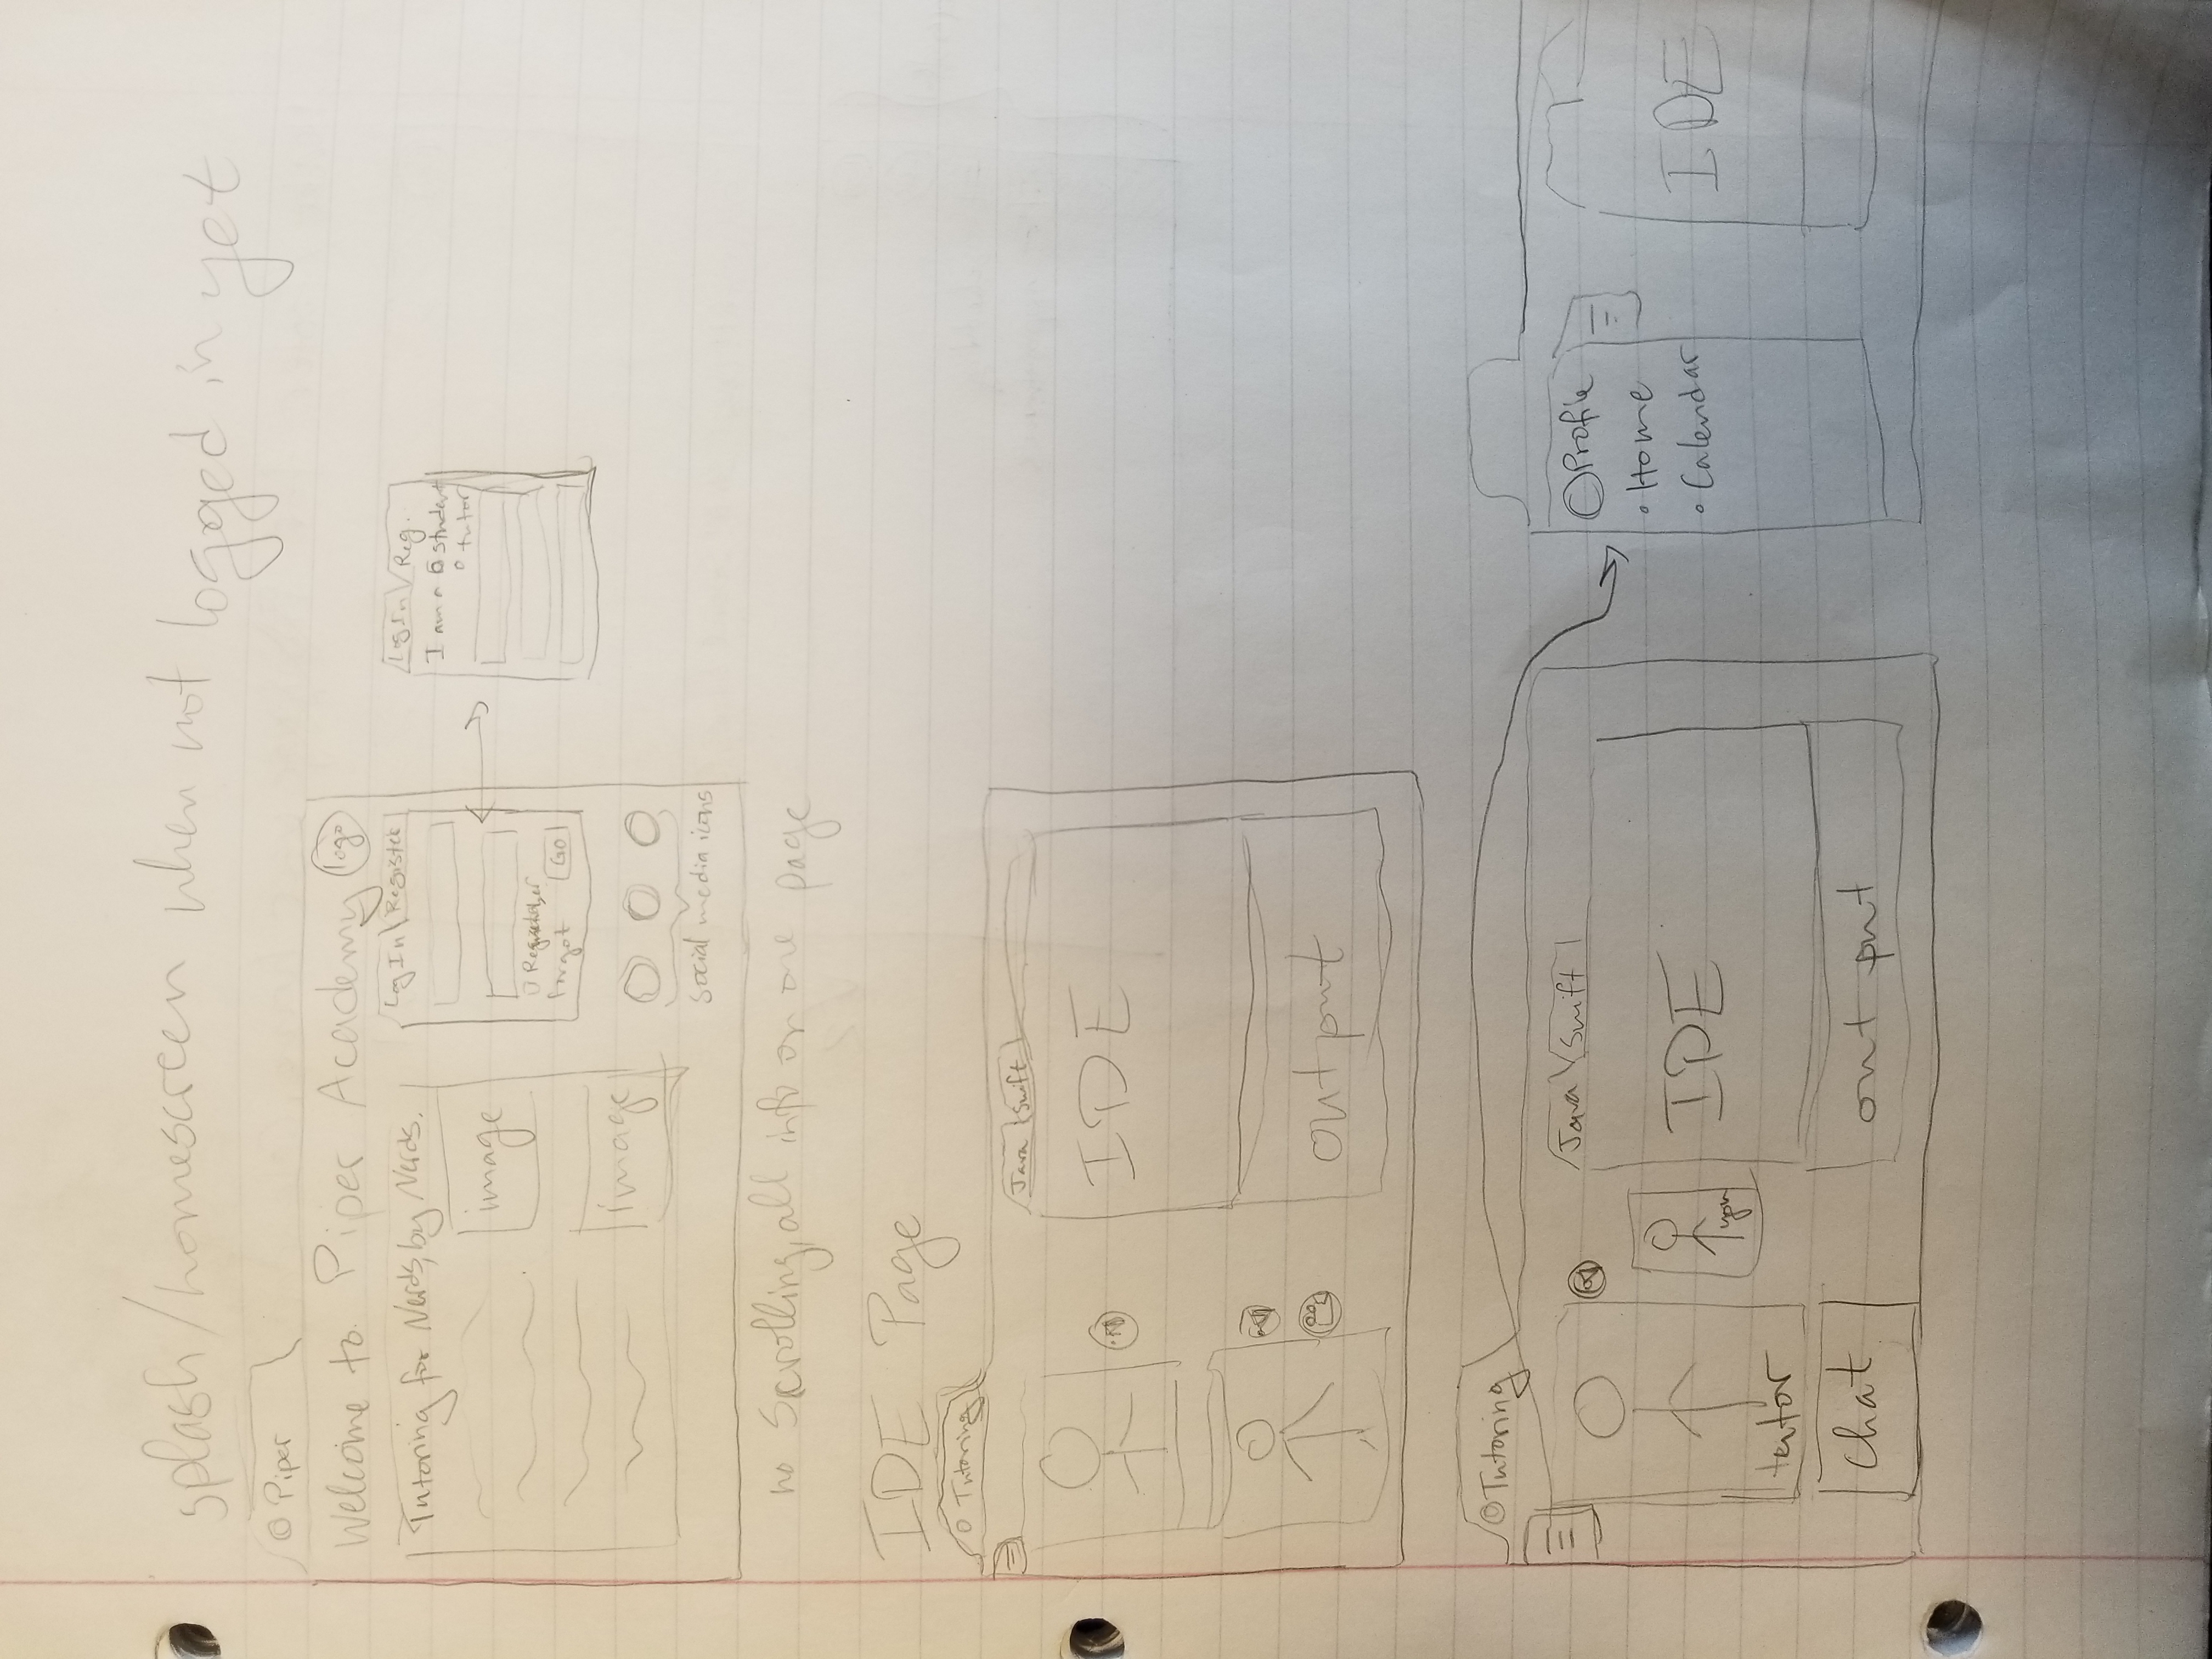 splash/homescreen when not logged in yet
Piper
Welcome to Piper Academy
logo
Tutoring for Nerds, by Nerds.
image
image
Log In Register
forgot
GO
social media icons
Log In Reg.
I am a student
tutor
no Scrolling, all info on one page
IDE Page
Tutoring
Java Swift
IDE
output
Tutoring
Java Swift
IDE
you
tutor
Chat
output
Profile
Home
Calendar
IDE